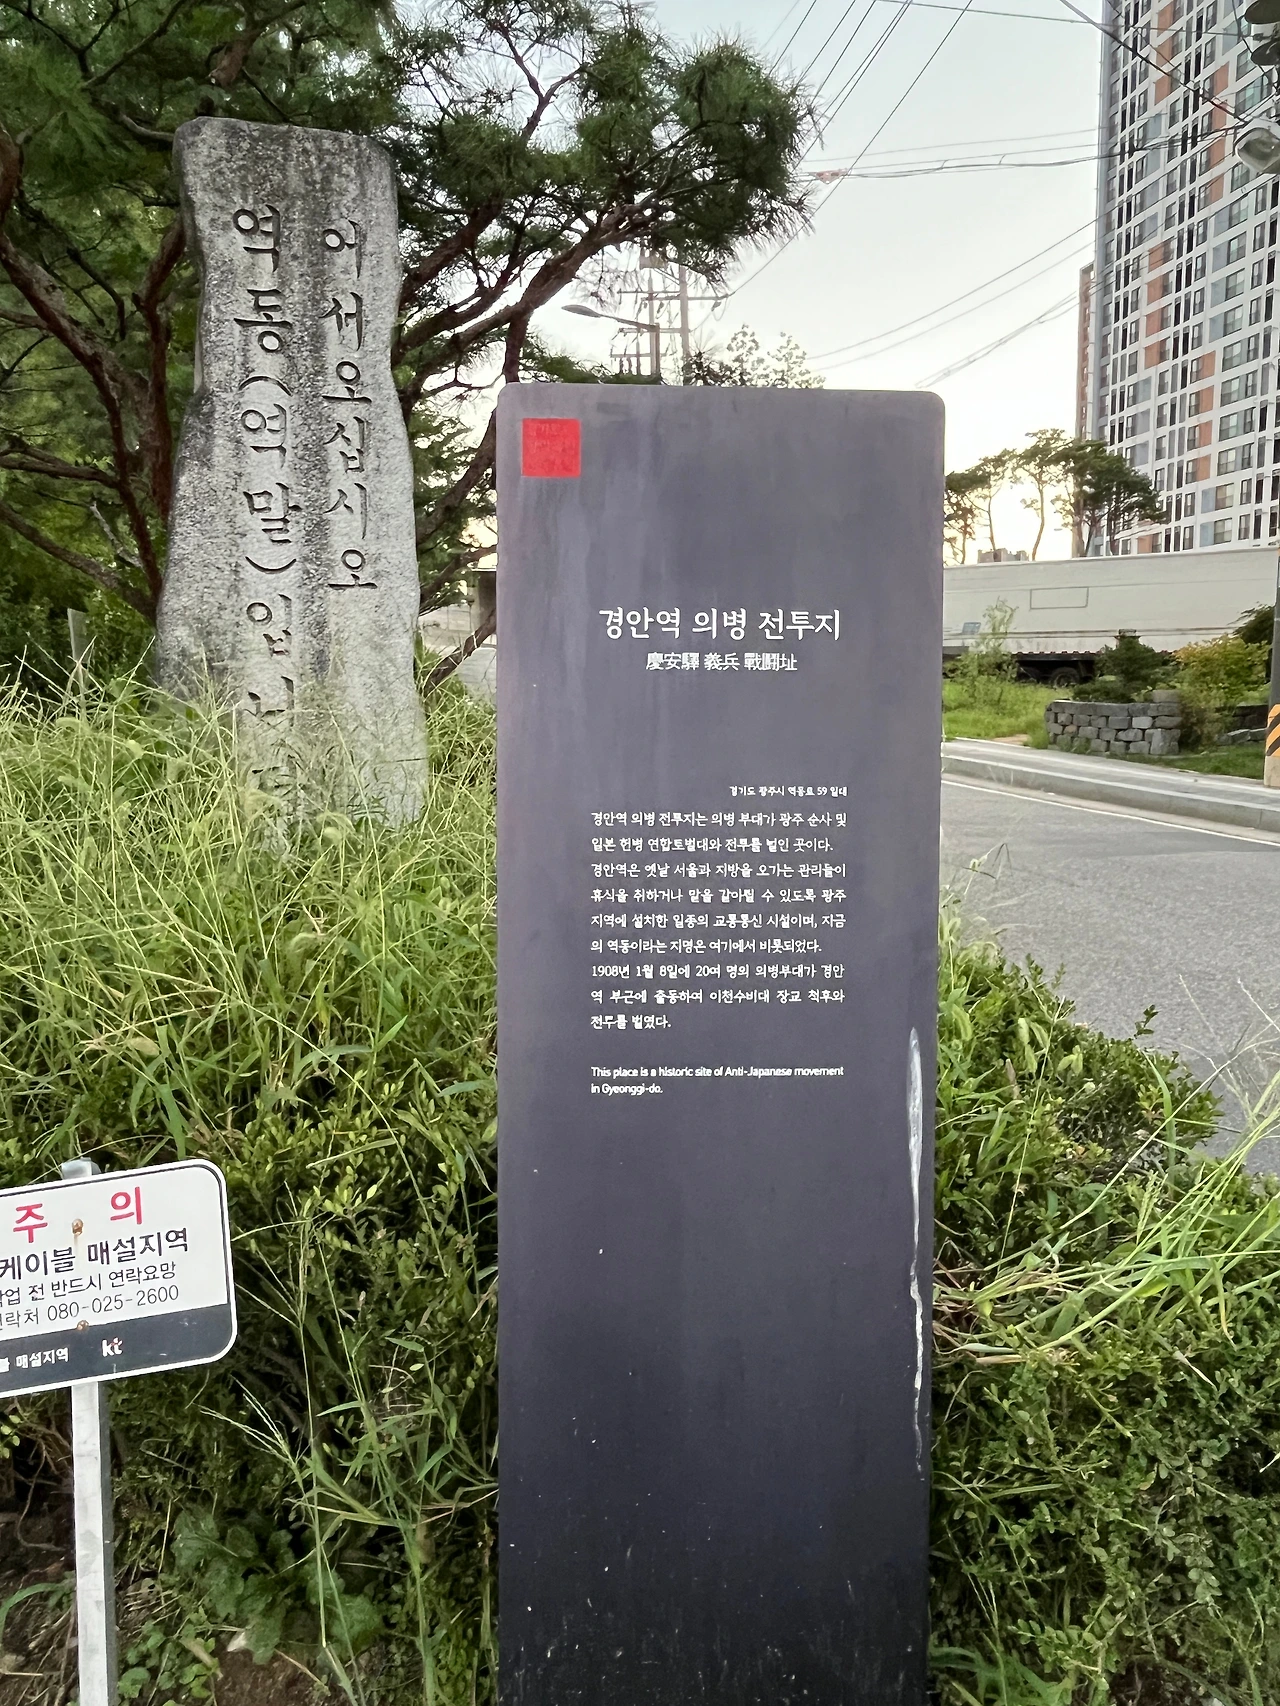 어서오십시오
역동(역말)입니다
경안역 의병 전투지
慶安驛 義兵 戰鬪址
경기도 광주시 역동로 59 일대
경안역 의병 전투지는 의병 부대가 광주 순사 및
일본 헌병 연합토벌대와 전투를 벌인 곳이다.
경안역은 옛날 서울과 지방을 오가는 관리들이
휴식을 취하거나 말을 갈아탈 수 있도록 광주
지역에 설치한 일종의 교통통신 시설이며, 지금
의 역동이라는 지명은 여기에서 비롯되었다.
1908년 1월 8일에 20여 명의 의병부대가 경안
역 부근에 출동하여 이천수비대 장교 척후와
전투를 벌였다.
This place is a historic site of Anti-Japanese movement
in Gyeonggi-do.
주 의
케이블 매설지역
작업 전 반드시 연락요망
연락처 080-025-2600
매설지역 kt